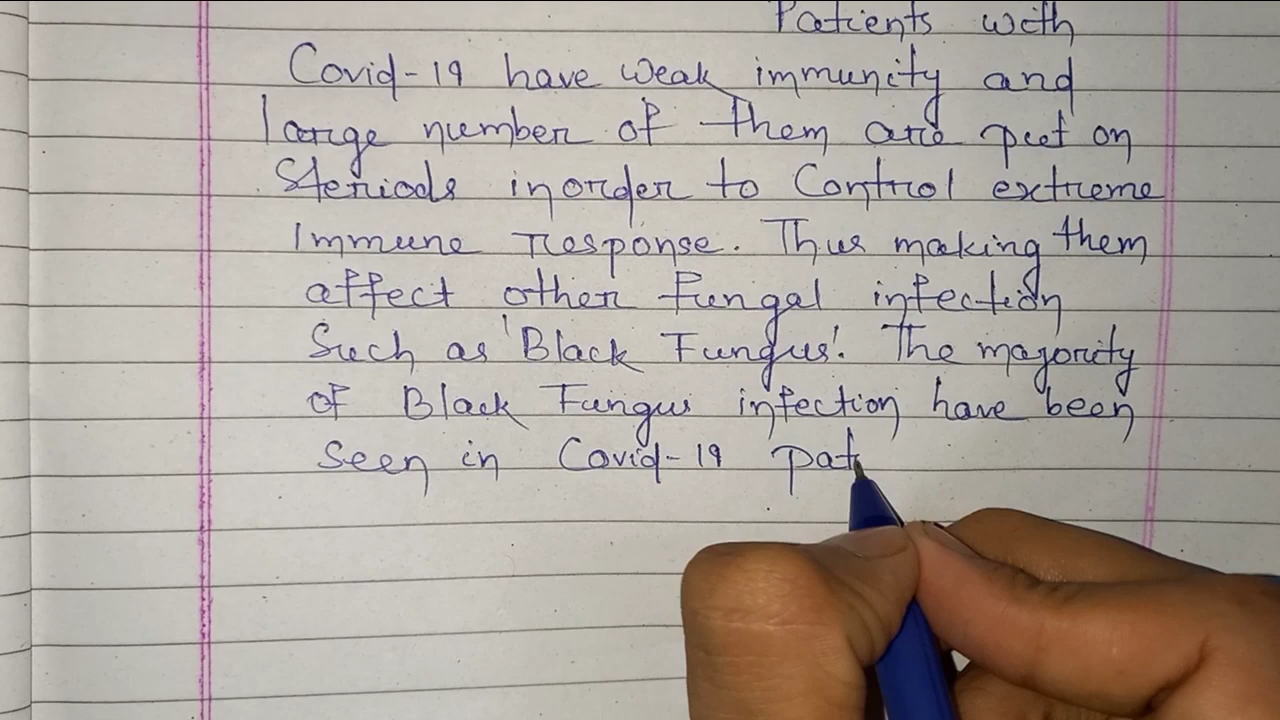 Patients with
Covid-19 have weak immunity and
large number of them are put on
Steriods inorder to Control extreme
Immune Response. Thus making them
affect other fungal infection
Such as 'Black Fungus'. The majority
of Black Fungus infection have been
seen in Covid-19 pat